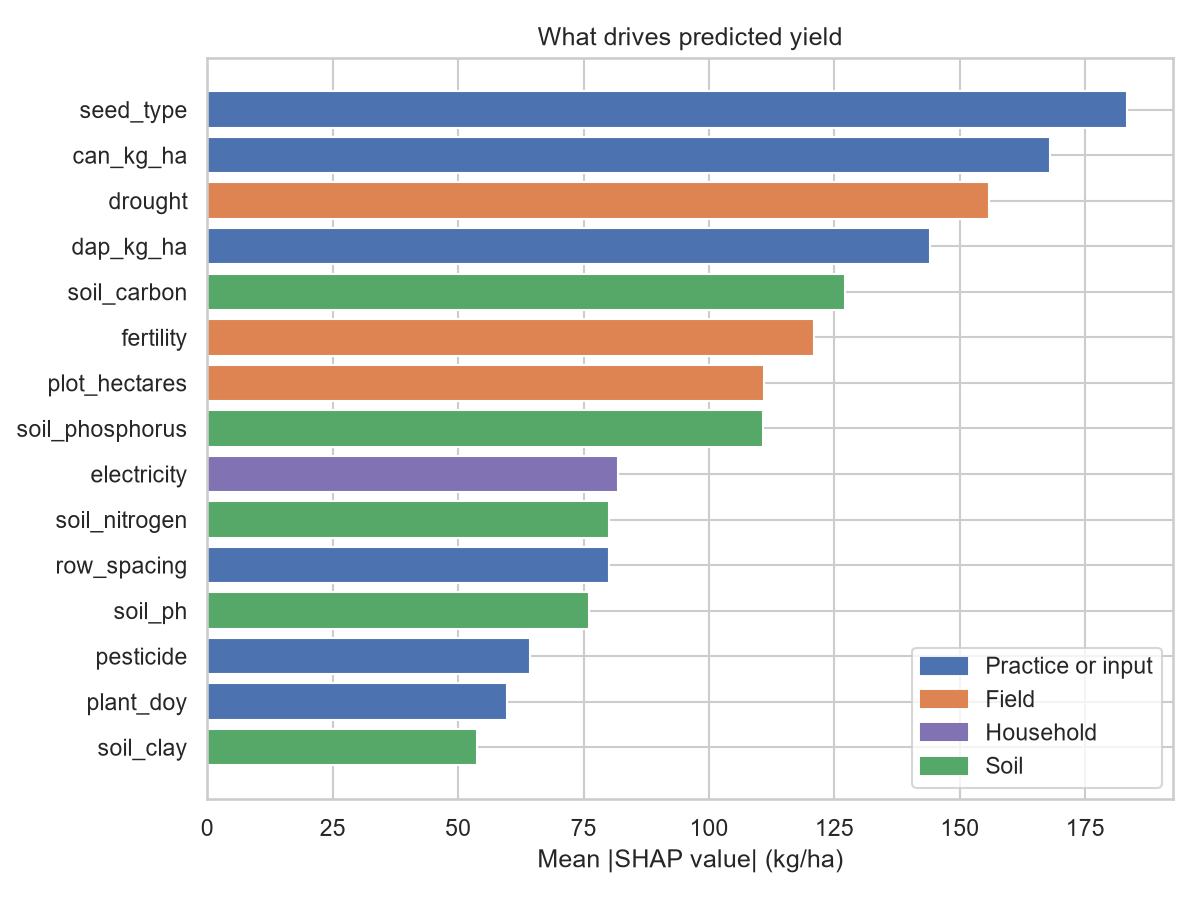 What drives predicted yield
seed_type
can_kg_ha
drought
dap_kg_ha
soil_carbon
fertility
plot_hectares
soil_phosphorus
electricity
soil_nitrogen
row_spacing
soil_ph
pesticide
plant_doy
soil_clay
Practice or input
Field
Household
Soil
0 25 50 75 100 125 150 175
Mean |SHAP value| (kg/ha)